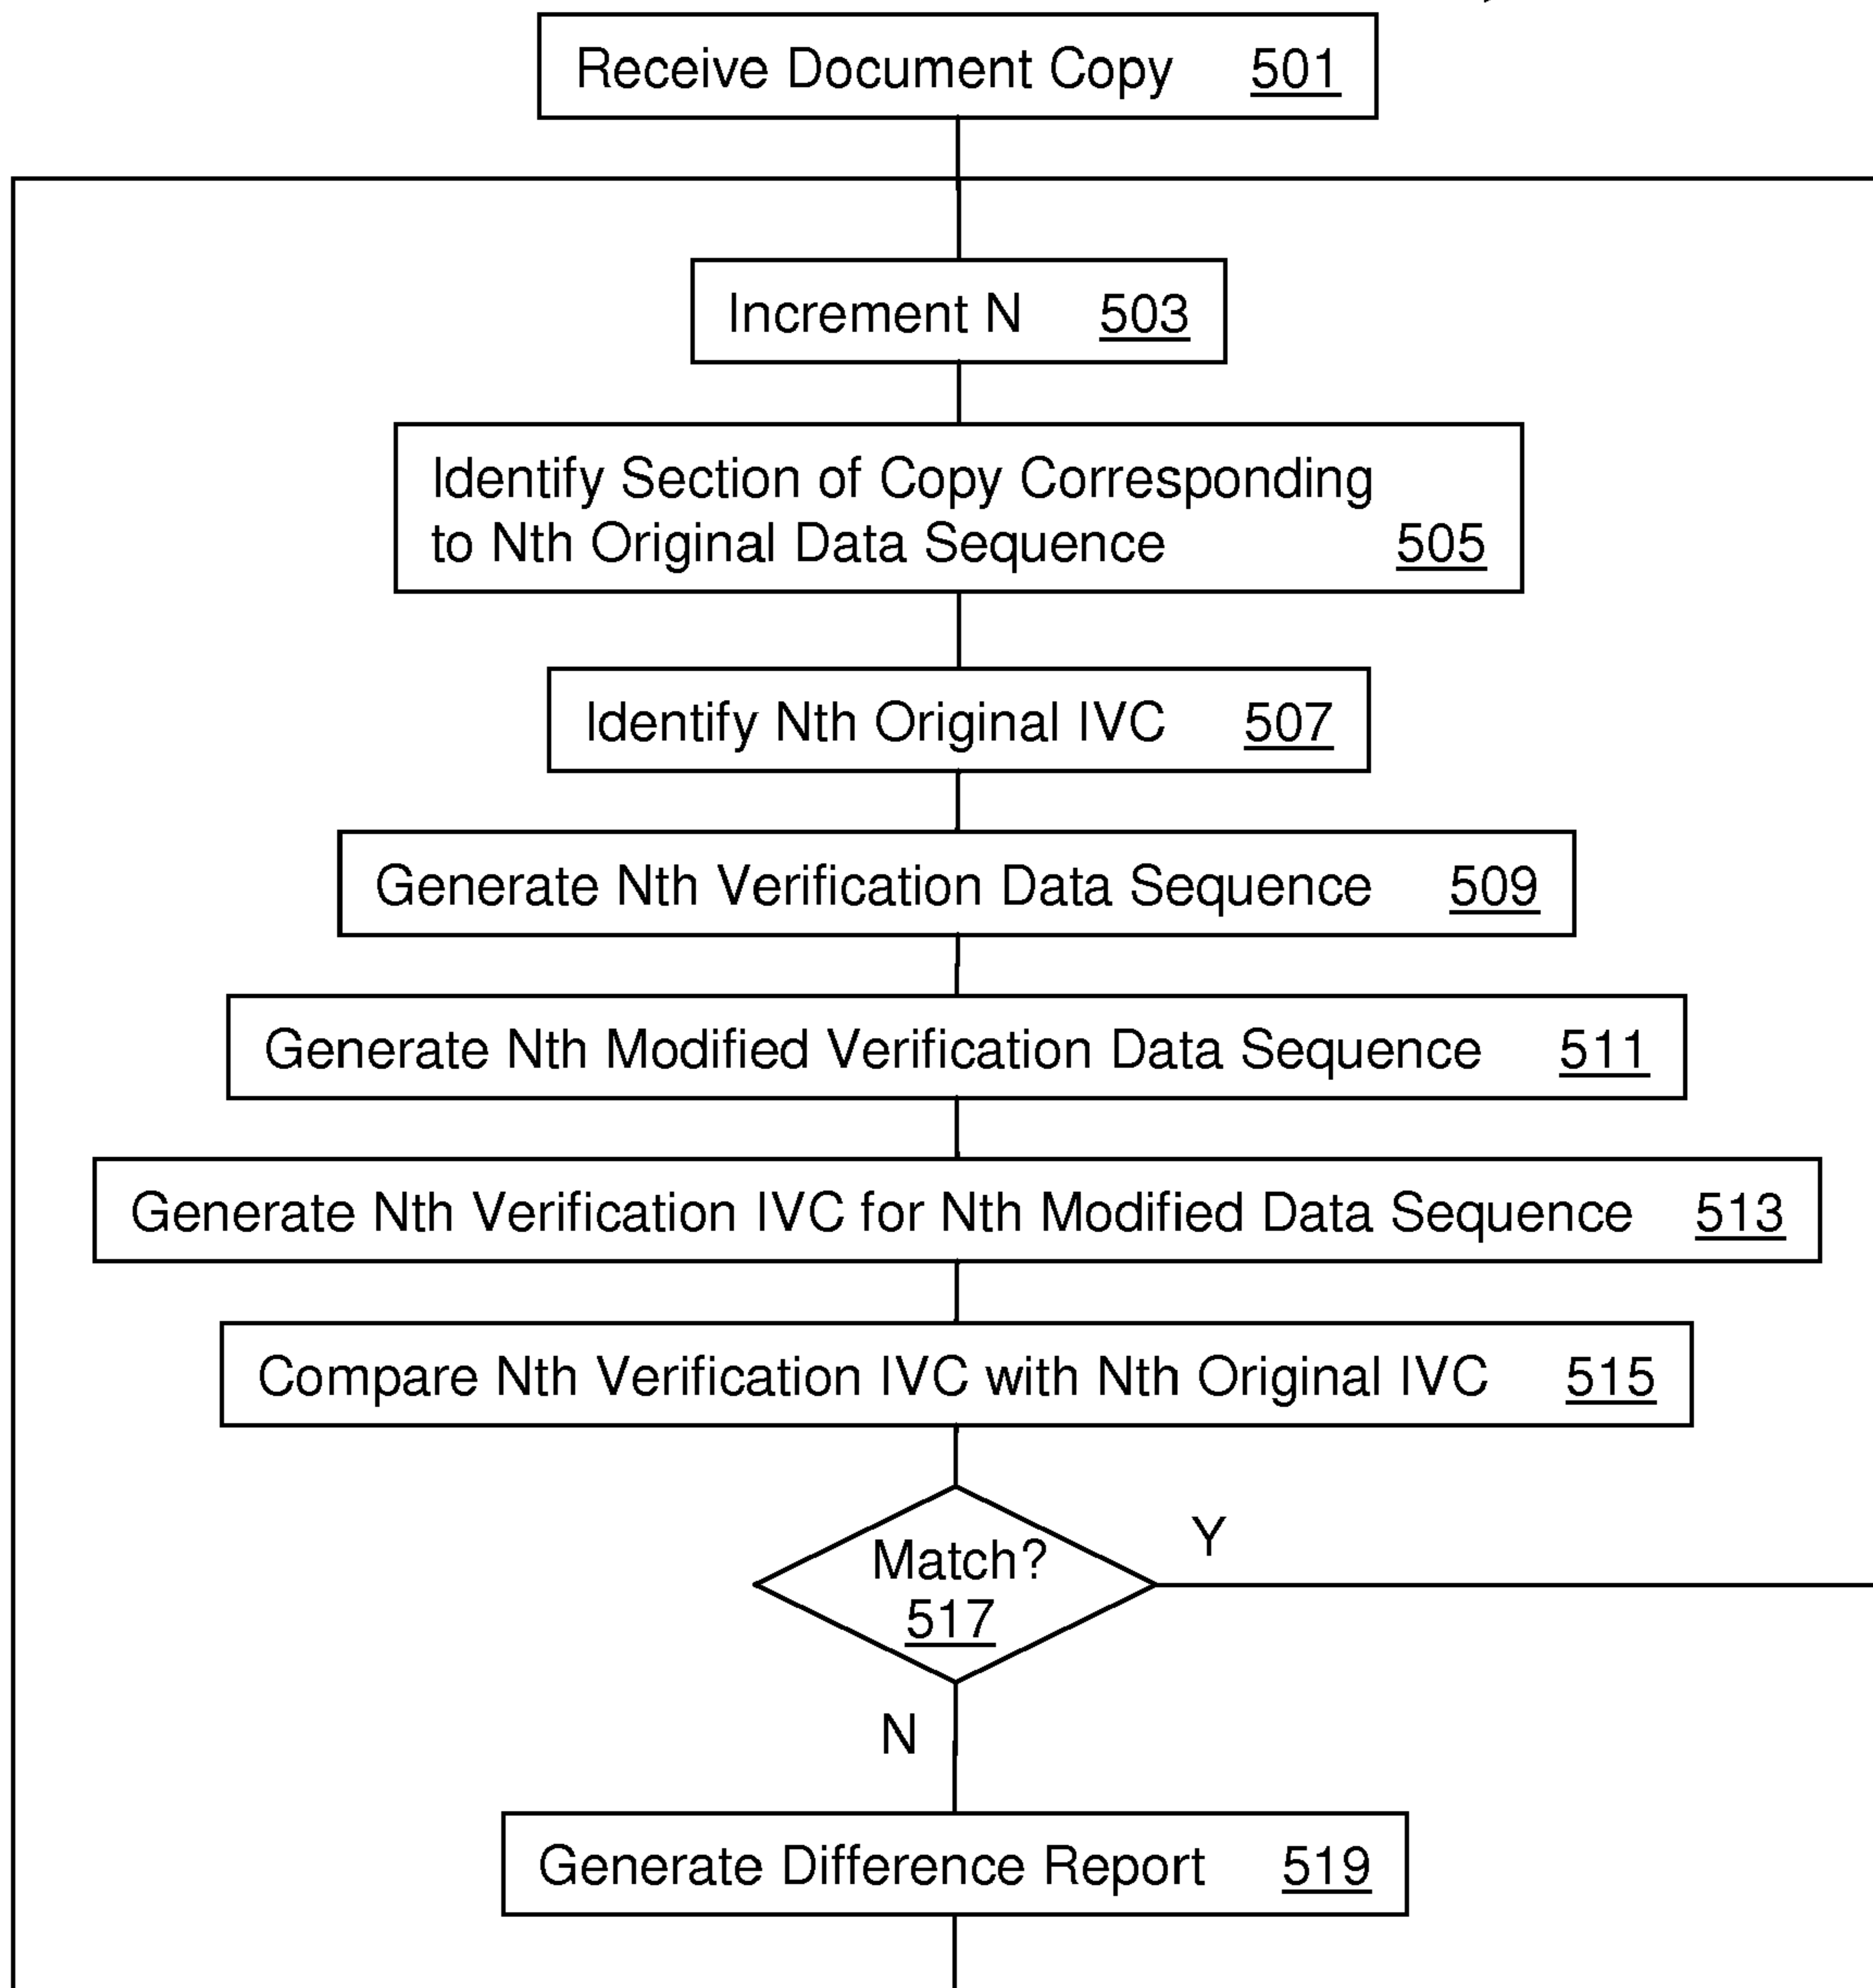 Receive Document Copy 501
Increment N 503
Identify Section of Copy Corresponding
to Nth Original Data Sequence 505
Identify Nth Original IVC 507
Generate Nth Verification Data Sequence 509
Generate Nth Modified Verification Data Sequence 511
Generate Nth Verification IVC for Nth Modified Data Sequence 513
Compare Nth Verification IVC with Nth Original IVC 515
Y
Match?
517
N
Generate Difference Report 519